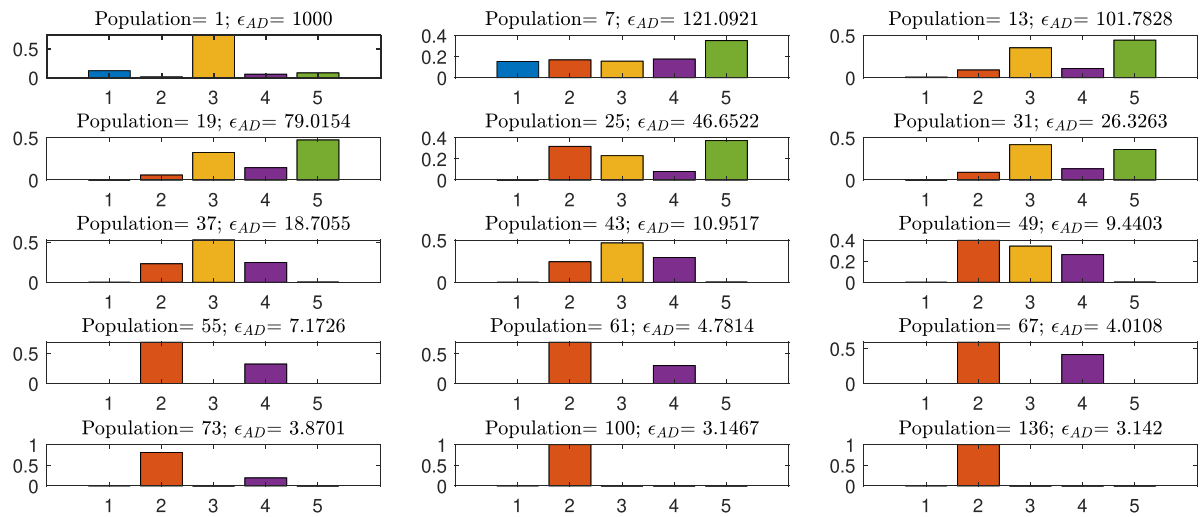 Population= 1; ϵAD= 1000
Population= 7; ϵAD= 121.0921
Population= 13; ϵAD= 101.7828
0.5
0
1 2 3 4 5
0.4
0.2
0
1 2 3 4 5
0.5
0
1 2 3 4 5
Population= 19; ϵAD= 79.0154
Population= 25; ϵAD= 46.6522
Population= 31; ϵAD= 26.3263
0.5
0
1 2 3 4 5
0.4
0.2
0
1 2 3 4 5
0.5
0
1 2 3 4 5
Population= 37; ϵAD= 18.7055
Population= 43; ϵAD= 10.9517
Population= 49; ϵAD= 9.4403
0.5
0
1 2 3 4 5
0.5
0
1 2 3 4 5
0.4
0.2
0
1 2 3 4 5
Population= 55; ϵAD= 7.1726
Population= 61; ϵAD= 4.7814
Population= 67; ϵAD= 4.0108
0.5
0
1 2 3 4 5
0.5
0
1 2 3 4 5
0.5
0
1 2 3 4 5
Population= 73; ϵAD= 3.8701
Population= 100; ϵAD= 3.1467
Population= 136; ϵAD= 3.142
1
0.5
0
1 2 3 4 5
1
0.5
0
1 2 3 4 5
1
0.5
0
1 2 3 4 5